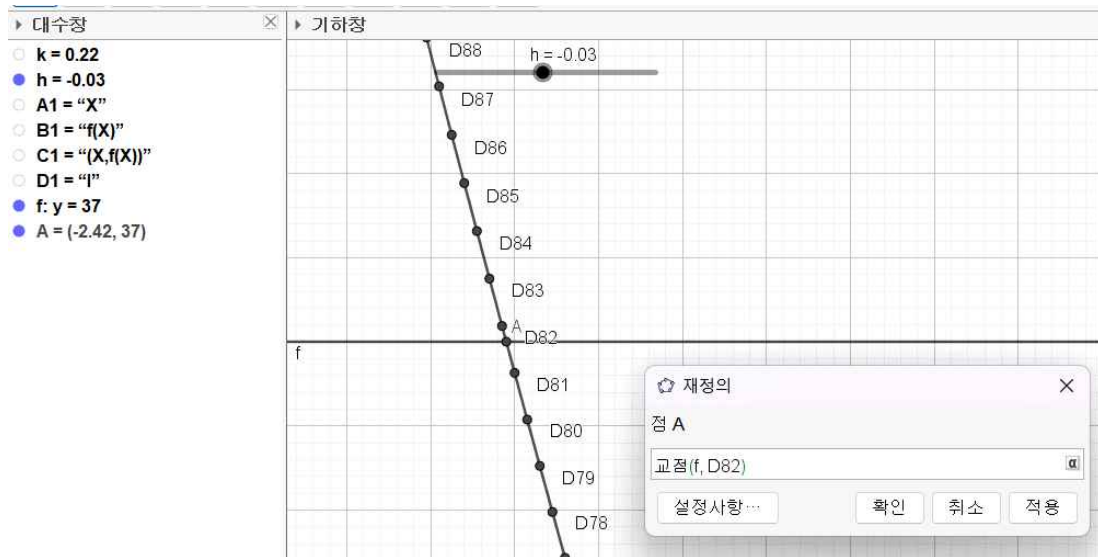 대수창
k = 0.22
h = -0.03
A1 = “X”
B1 = “f(X)”
C1 = “(X,f(X))”
D1 = “l”
f: y = 37
A = (-2.42, 37)
기하창
h = -0.03
D88
D87
D86
D85
D84
D83
A
D82
f
D81
D80
D79
D78
재정의
점 A
교점(f, D82)
α
설정사항…
확인
취소
적용